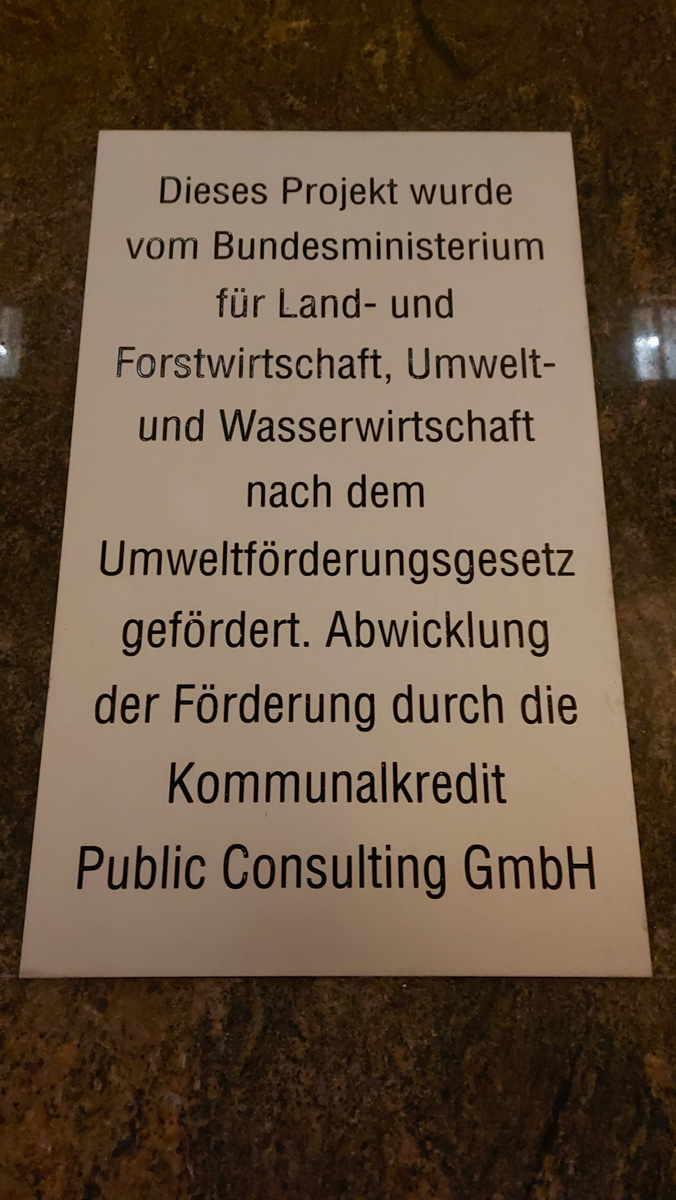 Dieses Projekt wurde
vom Bundesministerium
für Land- und
Forstwirtschaft, Umwelt-
und Wasserwirtschaft
nach dem
Umweltförderungsgesetz
gefördert. Abwicklung
der Förderung durch die
Kommunalkredit
Public Consulting GmbH